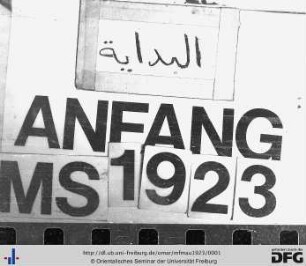 البداية
ANFANG
MS 1923
http://dl.ub.uni-freiburg.de/omar/mfmau1923/0001
© Orientalisches Seminar der Universität Freiburg
DFG